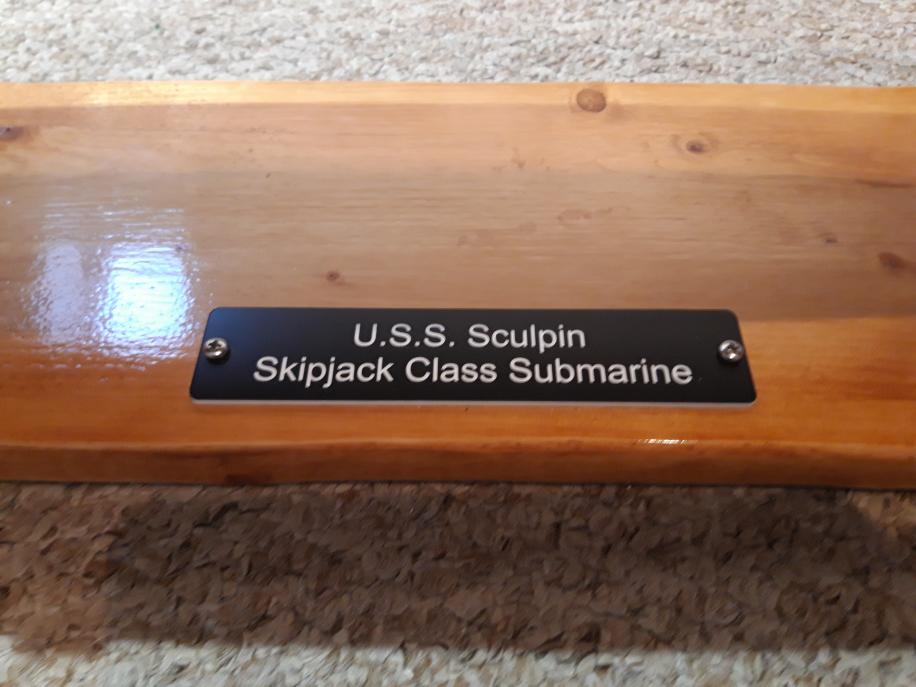 U.S.S. Sculpin
Skipjack Class Submarine